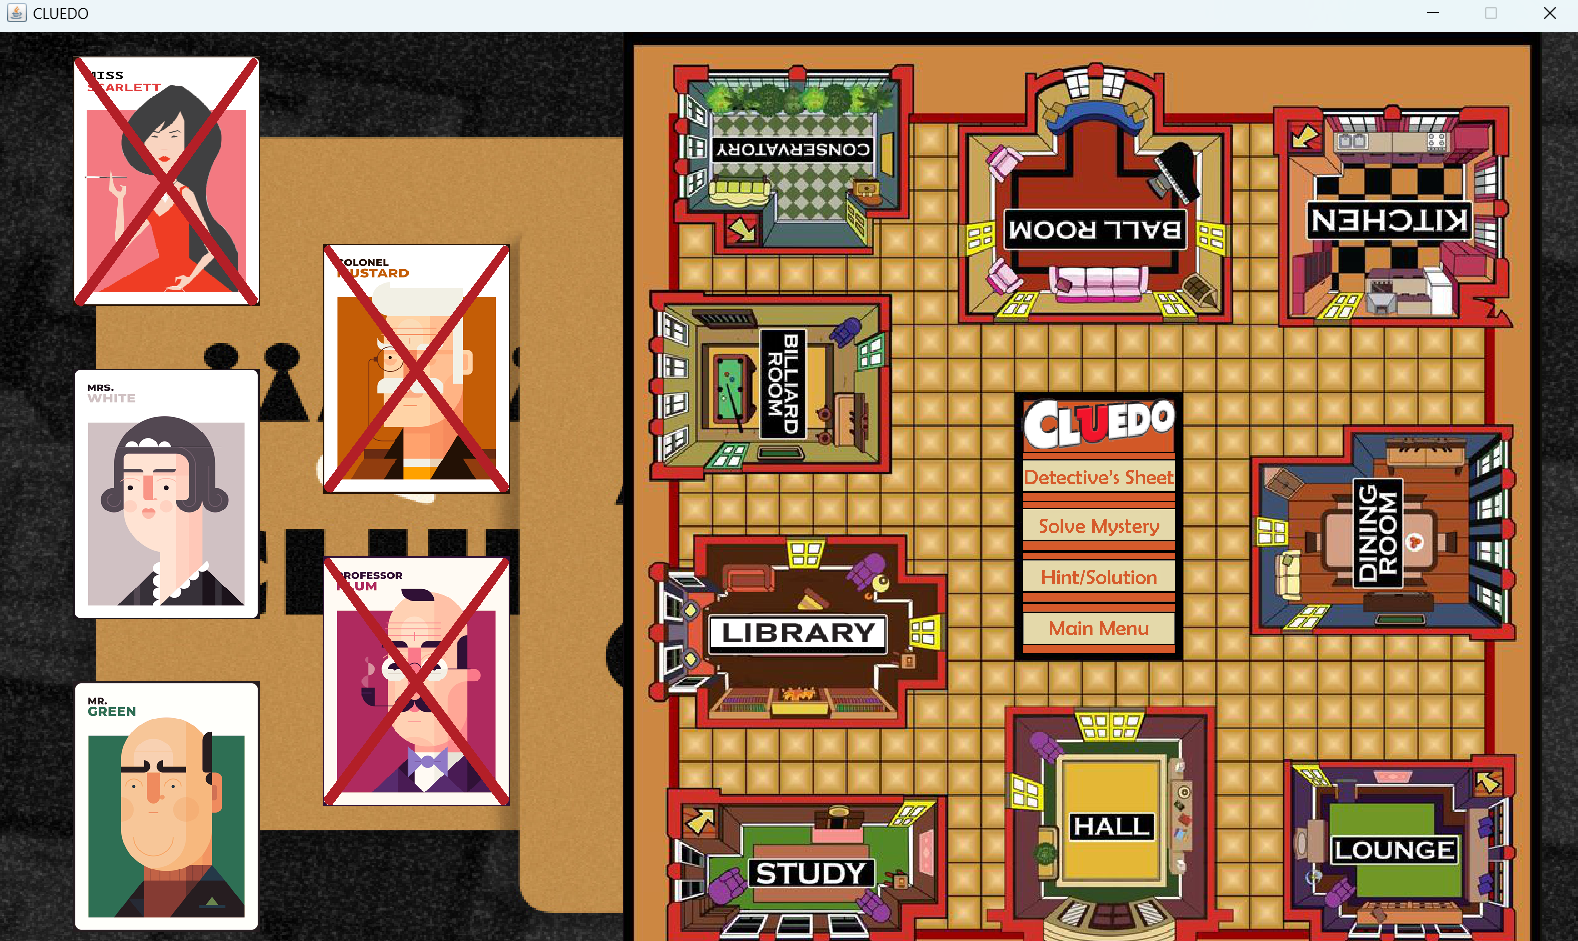 CLUEDO
MISS
SCARLETT
COLONEL
MUSTARD
MRS.
WHITE
PROFESSOR
PLUM
MR.
GREEN
CONSERVATORY
BALL ROOM
KITCHEN
BILLIARD
ROOM
CLUEDO
Detective's Sheet
Solve Mystery
Hint/Solution
Main Menu
DINING
ROOM
LIBRARY
STUDY
HALL
LOUNGE